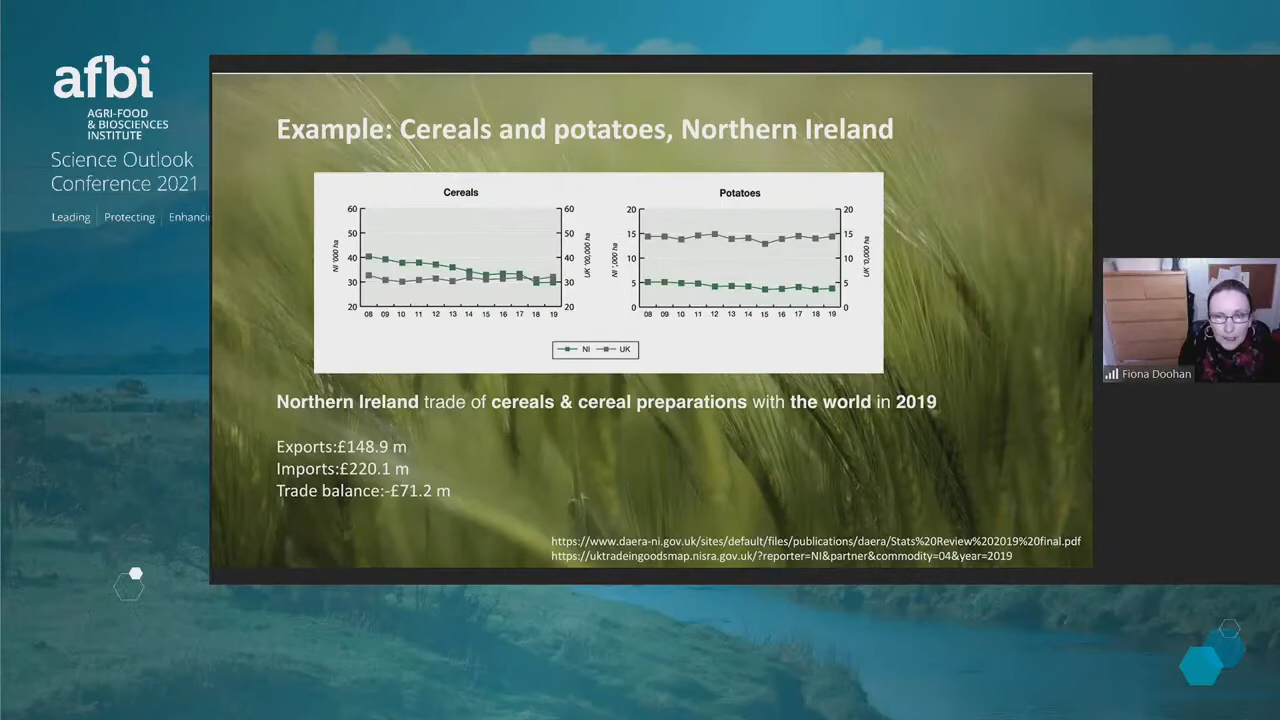 afbi
AGRI-FOOD
& BIOSCIENCES
INSTITUTE
Science Outlook
Conference 2021
Leading Protecting Enhancin
Example: Cereals and potatoes, Northern Ireland
Cereals
60 60
50 50
40 40
30 30
20 20
NI '000 ha
UK '00,000 ha
08 09 10 11 12 13 14 15 16 17 18 19
Potatoes
20 20
15 15
10 10
5 5
0 0
NI ',000 ha
UK '0,000 ha
08 09 10 11 12 13 14 15 16 17 18 19
NI UK
Northern Ireland trade of cereals & cereal preparations with the world in 2019
Exports:£148.9 m
Imports:£220.1 m
Trade balance:-£71.2 m
https://www.daera-ni.gov.uk/sites/default/files/publications/daera/Stats%20Review%202019%20final.pdf
https://uktradeingoodsmap.nisra.gov.uk/?reporter=NI&partner&commodity=04&year=2019
Fiona Doohan